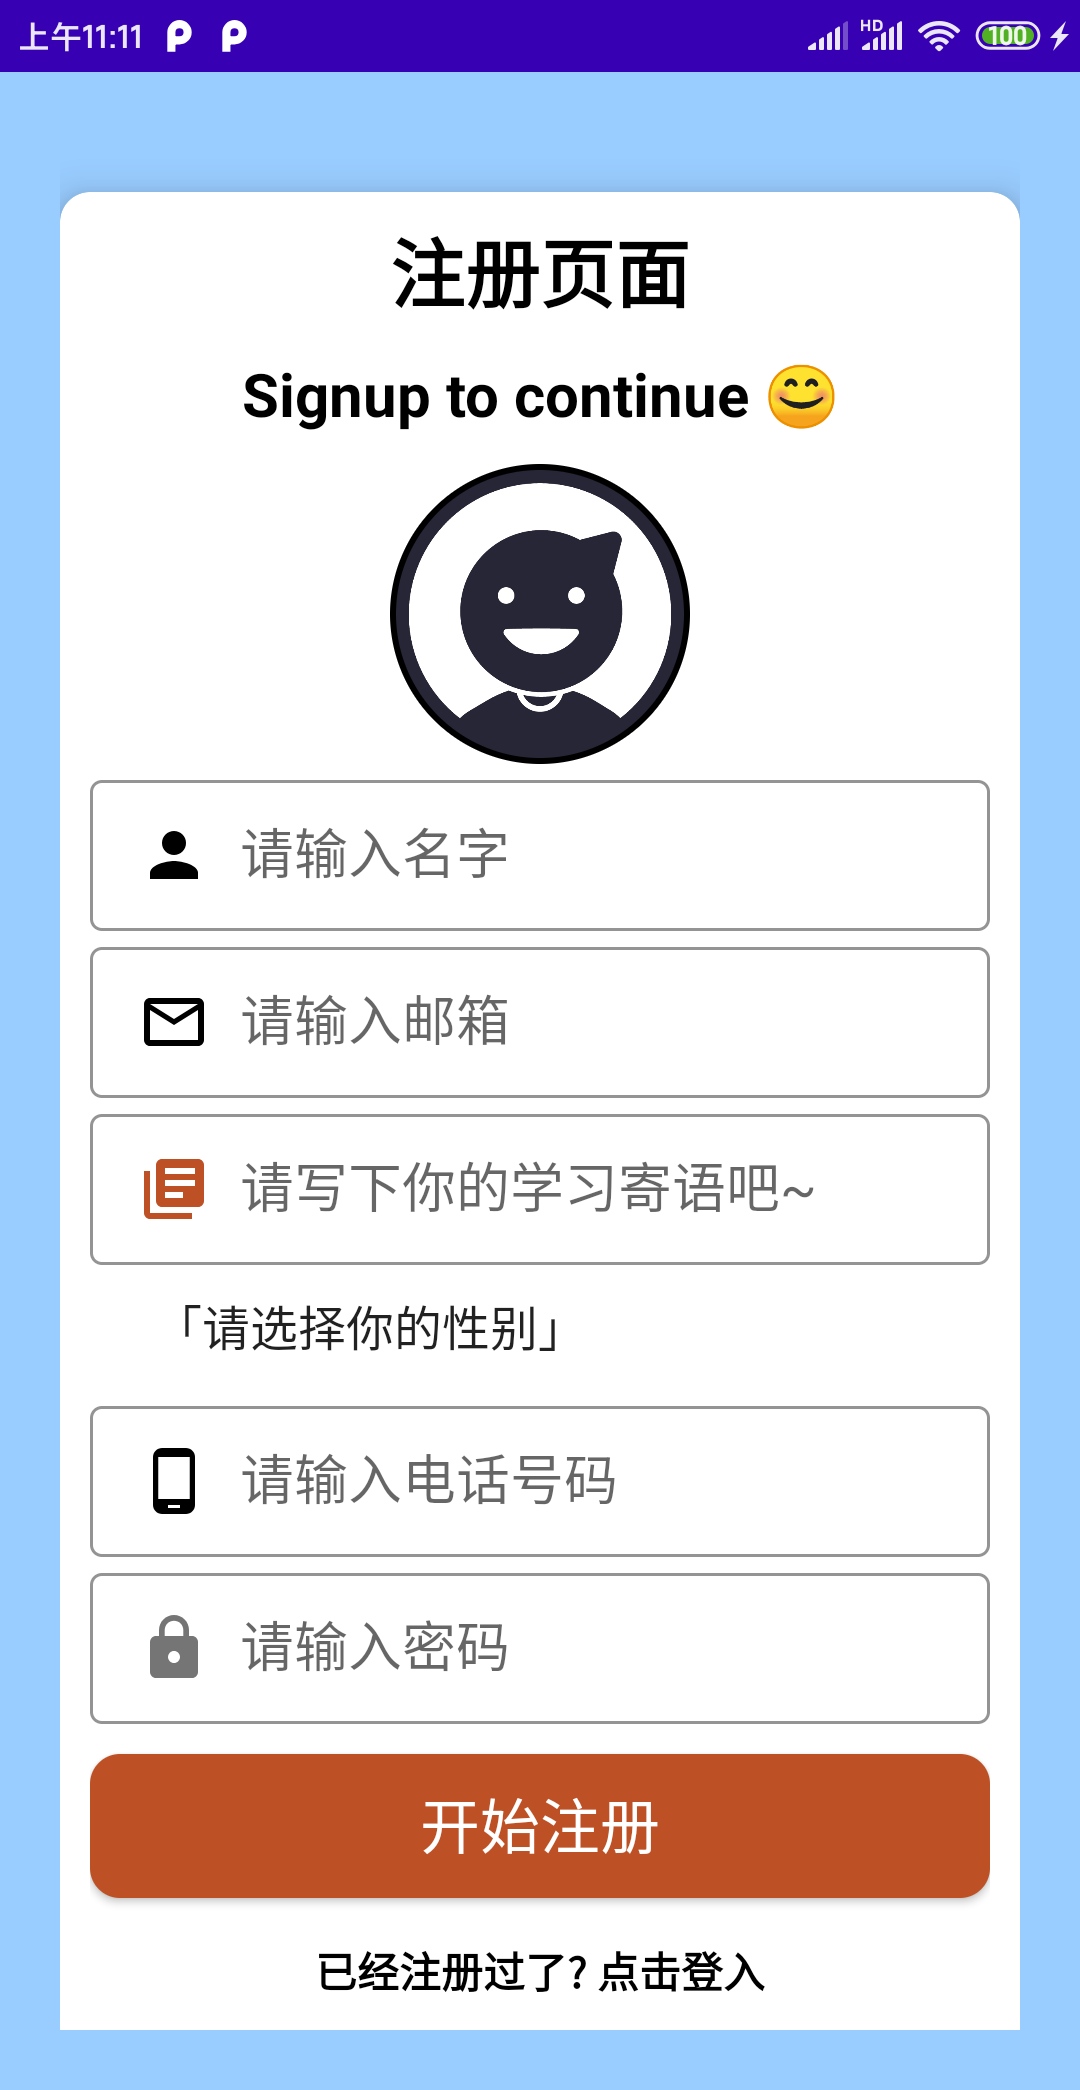 上午11:11
HD
100
注册页面
Signup to continue 😊
请输入名字
请输入邮箱
请写下你的学习寄语吧~
「请选择你的性别」
请输入电话号码
请输入密码
开始注册
已经注册过了? 点击登入